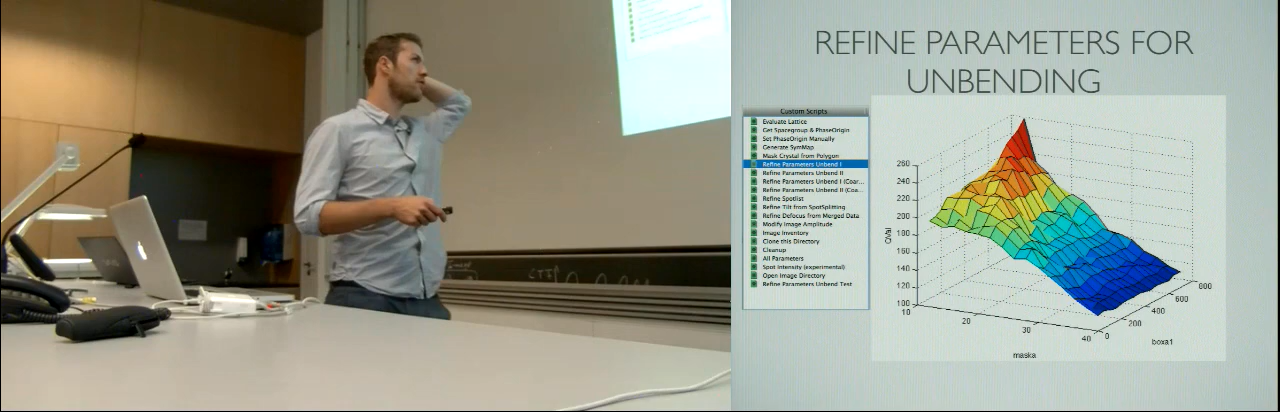 REFINE PARAMETERS FOR
UNBENDING
Custom Scripts
Evaluate Lattice
Get Spacegroup & PhaseOrigin
Set PhaseOrigin Manually
Generate SymMap
Mask Crystal from Polygon
Refine Parameters Unbend I
Refine Parameters Unbend II
Refine Parameters Unbend I (Coar...
Refine Parameters Unbend II (Coa...
Refine Spotlist
Refine Tilt from SpotSplitting
Refine Defocus from Merged Data
Modify Image Amplitude
Image Inventory
Clone this Directory
Cleanup
All Parameters
Spot Intensity (experimental)
Open Image Directory
Refine Parameters Unbend Test
260
240
220
200
180
160
140
120
100
QVal
10
20
30
40
maska
0
200
400
600
800
boxa1